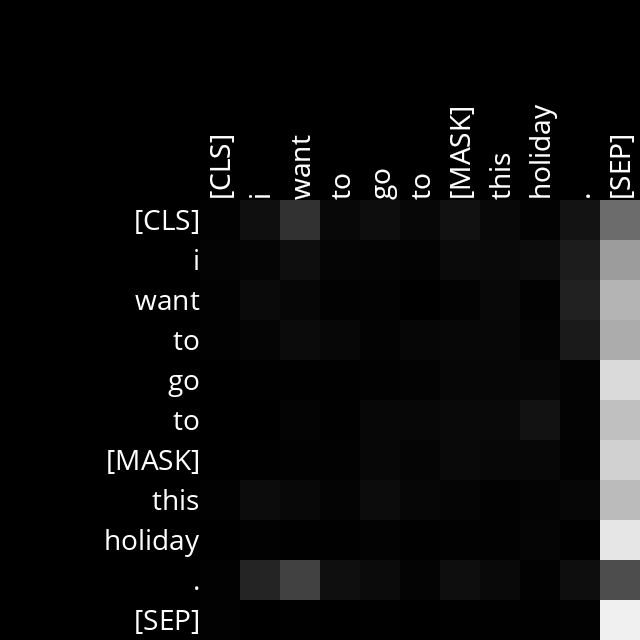 [CLS] i want to go to [MASK] this holiday . [SEP]
[CLS]
i
want
to
go
to
[MASK]
this
holiday
.
[SEP]